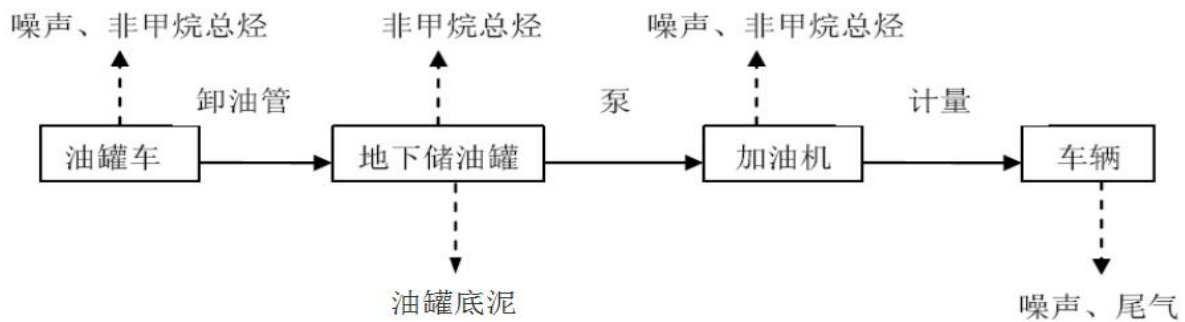 噪声、非甲烷总烃
非甲烷总烃
噪声、非甲烷总烃
卸油管
泵
计量
油罐车
地下储油罐
加油机
车辆
油罐底泥
噪声、尾气